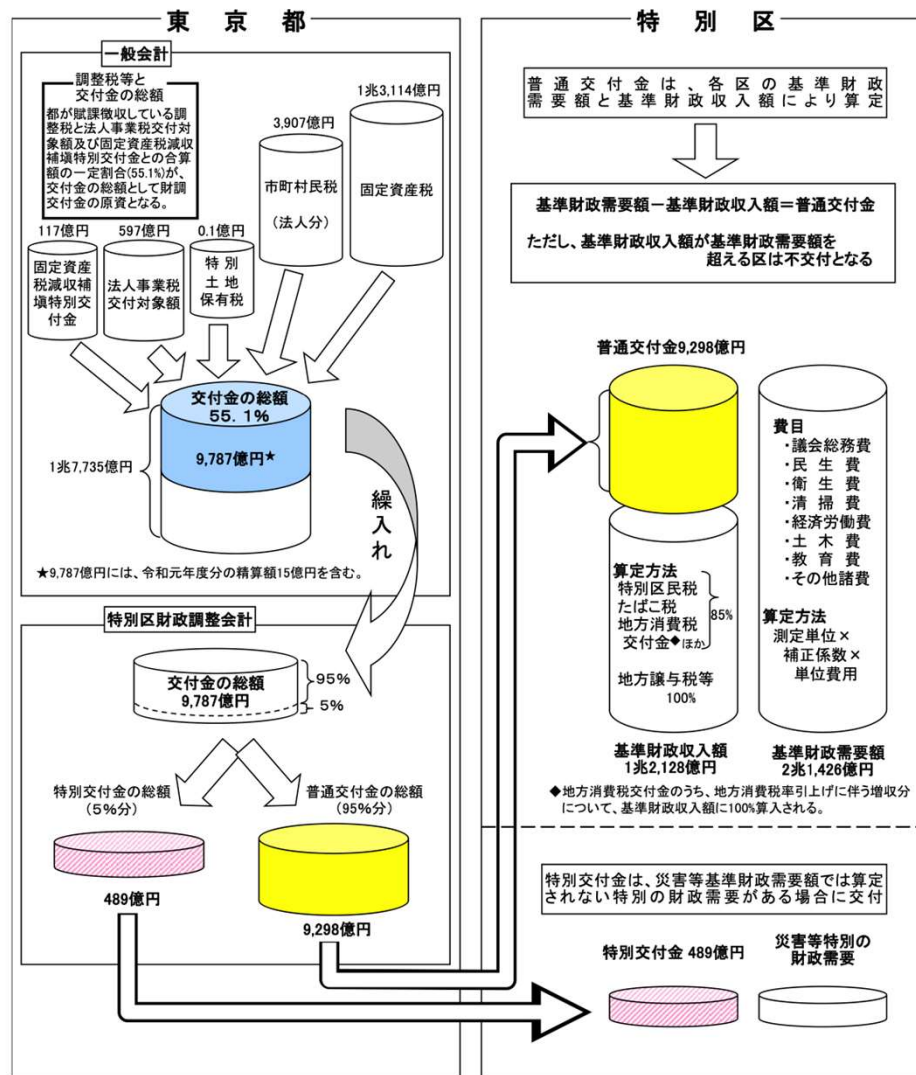 東京都
一般会計
調整税等と
交付金の総額
都が賦課徴収している調
整税と法人事業税交付対
象額及び固定資産税減収
補塡特別交付金との合算
額の一定割合(55.1%)が、
交付金の総額として財調
交付金の原資となる。
1兆3,114億円
固定資産税
3,907億円
市町村民税
(法人分)
117億円
固定資産
税減収補
塡特別交
付金
597億円
法人事業税
交付対象額
0.1億円
特別
土地
保有税
交付金の総額
55.1%
9,787億円★
1兆7,735億円
繰入れ
★9,787億円には、令和元年度分の精算額15億円を含む。
特別区財政調整会計
交付金の総額
9,787億円
95%
5%
特別交付金の総額
(5%分)
489億円
普通交付金の総額
(95%分)
9,298億円
特別区
普通交付金は、各区の基準財政
需要額と基準財政収入額により算定
基準財政需要額－基準財政収入額＝普通交付金
ただし、基準財政収入額が基準財政需要額を
超える区は不交付となる
普通交付金9,298億円
算定方法
特別区民税
たばこ税
地方消費税
交付金◆ほか
85%
地方譲与税等
100%
基準財政収入額
1兆2,128億円
費目
・議会総務費
・民生費
・衛生費
・清掃費
・経済労働費
・土木費
・教育費
・その他諸費
算定方法
測定単位×
補正係数×
単位費用
基準財政需要額
2兆1,426億円
◆地方消費税交付金のうち、地方消費税率引上げに伴う増収分
について、基準財政収入額に100%算入される。
特別交付金は、災害等基準財政需要額では算定
されない特別の財政需要がある場合に交付
特別交付金 489億円
災害等特別の
財政需要